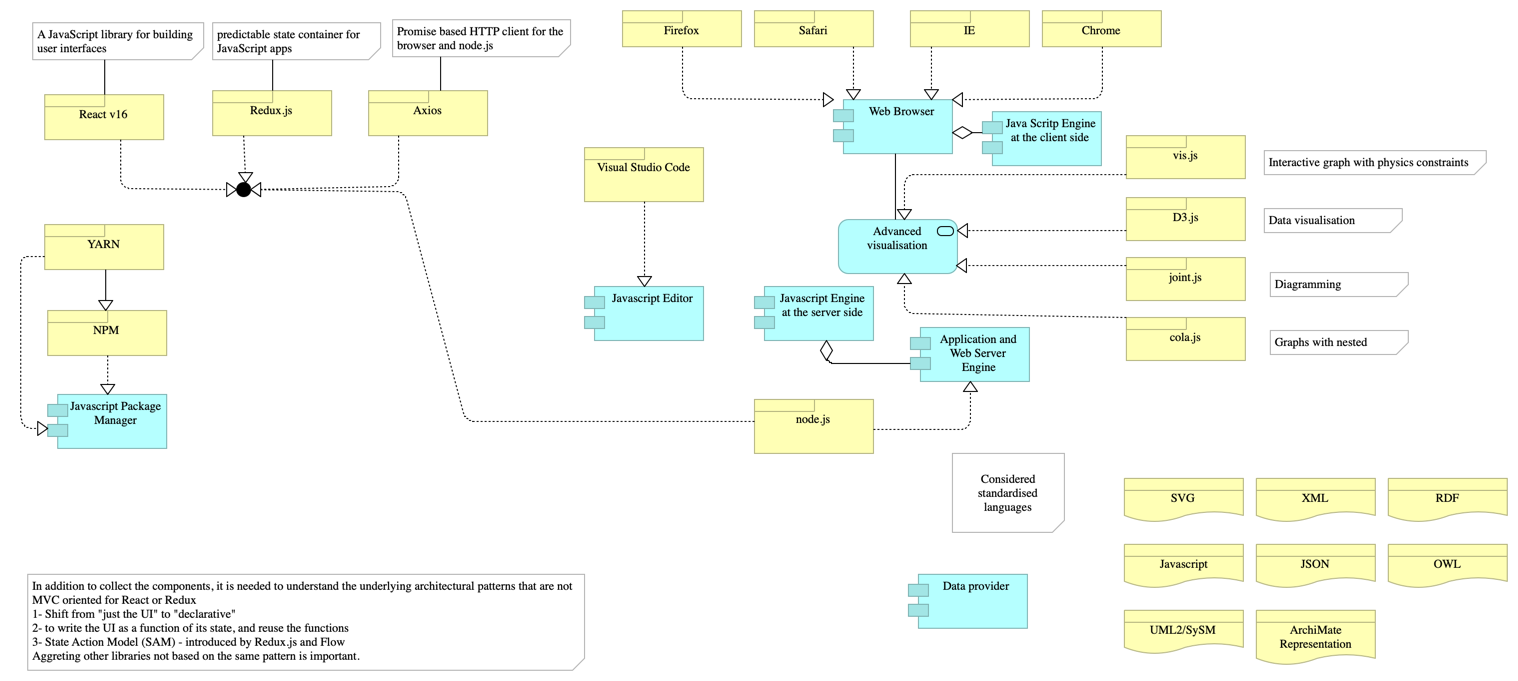 A JavaScript library for building
user interfaces
predictable state container for
JavaScript apps
Promise based HTTP client for the
browser and node.js
Firefox
Safari
IE
Chrome
React v16
Redux.js
Axios
Web Browser
Java Scritp Engine
at the client side
Visual Studio Code
vis.js
Interactive graph with physics constraints
D3.js
Data visualisation
Advanced
visualisation
YARN
joint.js
Diagramming
Javascript Editor
Javascript Engine
at the server side
NPM
cola.js
Graphs with nested
Application and
Web Server
Engine
Javascript Package
Manager
node.js
Considered
standardised
languages
SVG
XML
RDF
Javascript
JSON
OWL
UML2/SySM
ArchiMate
Representation
Data provider
In addition to collect the components, it is needed to understand the underlying architectural patterns that are not
MVC oriented for React or Redux
1- Shift from "just the UI" to "declarative"
2- to write the UI as a function of its state, and reuse the functions
3- State Action Model (SAM) - introduced by Redux.js and Flow
Aggreting other libraries not based on the same pattern is important.